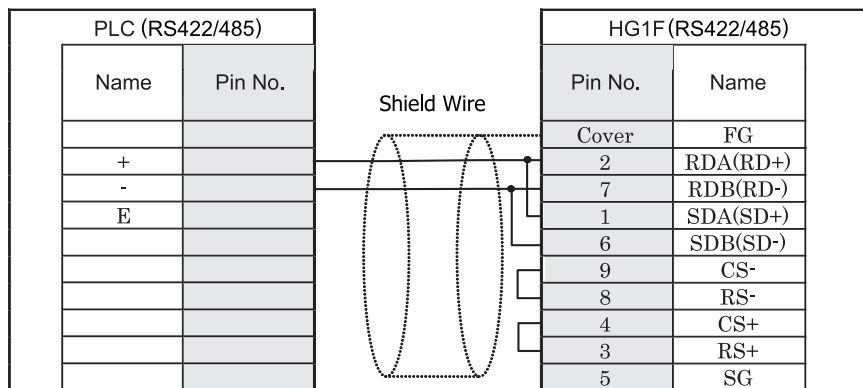 PLC (RS422/485) HG1F(RS422/485)
Name Pin No. Pin No. Name
Shield Wire
Cover FG
+ 2 RDA(RD+)
- 7 RDB(RD-)
E 1 SDA(SD+)
6 SDB(SD-)
9 CS-
8 RS-
4 CS+
3 RS+
5 SG